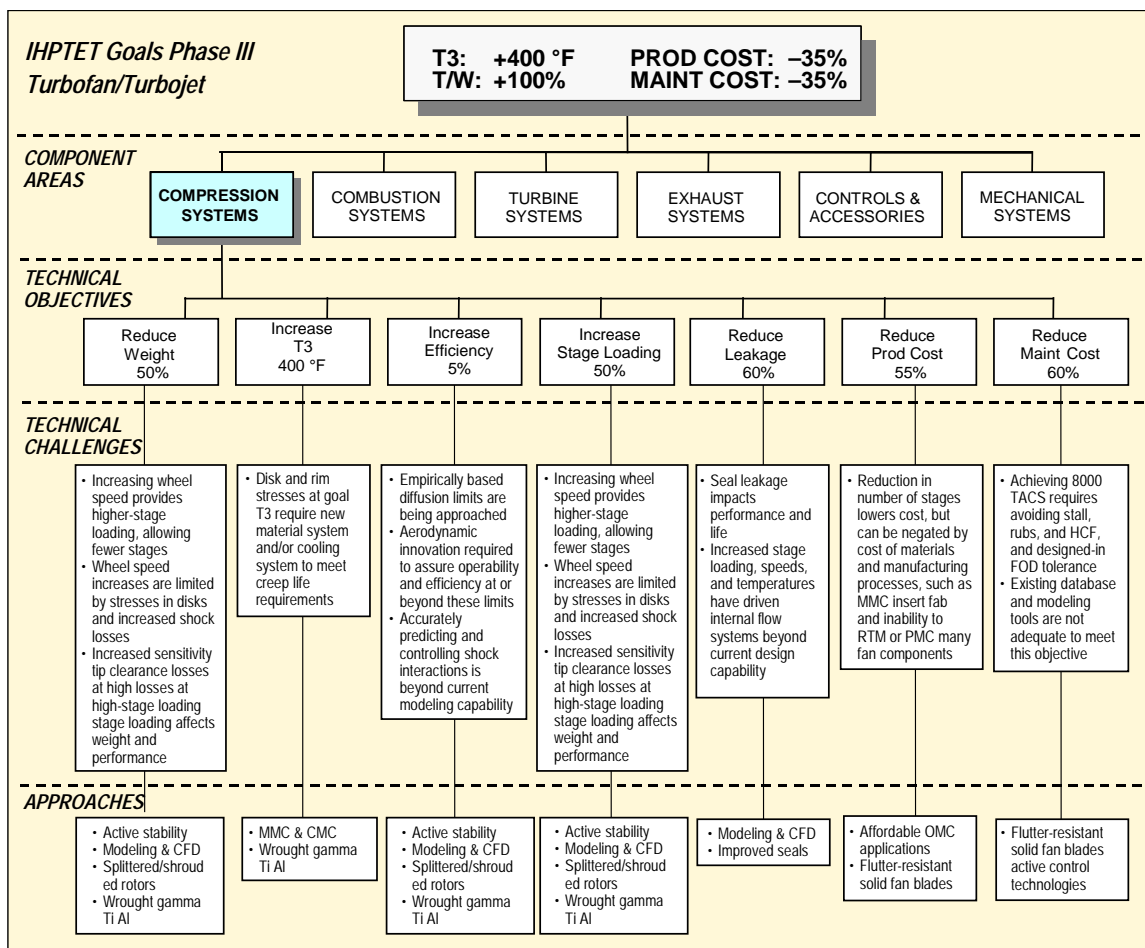 IHPTET Goals Phase III
Turbofan/Turbojet
T3: +400 °F PROD COST: –35%
T/W: +100% MAINT COST: –35%
COMPONENT
AREAS
COMPRESSION
SYSTEMS
COMBUSTION
SYSTEMS
TURBINE
SYSTEMS
EXHAUST
SYSTEMS
CONTROLS &
ACCESSORIES
MECHANICAL
SYSTEMS
TECHNICAL
OBJECTIVES
Reduce
Weight
50%
Increase
T3
400 °F
Increase
Efficiency
5%
Increase
Stage Loading
50%
Reduce
Leakage
60%
Reduce
Prod Cost
55%
Reduce
Maint Cost
60%
TECHNICAL
CHALLENGES
• Increasing wheel
speed provides
higher-stage
loading, allowing
fewer stages
• Wheel speed
increases are limited
by stresses in disks
and increased shock
losses
• Increased sensitivity
tip clearance losses
at high losses at
high-stage loading
stage loading affects
weight and
performance
• Disk and rim
stresses at goal
T3 require new
material system
and/or cooling
system to meet
creep life
requirements
• Empirically based
diffusion limits are
being approached
• Aerodynamic
innovation required
to assure operability
and efficiency at or
beyond these limits
• Accurately
predicting and
controlling shock
interactions is
beyond current
modeling capability
• Increasing wheel
speed provides
higher-stage
loading, allowing
fewer stages
• Wheel speed
increases are limited
by stresses in disks
and increased shock
losses
• Increased sensitivity
tip clearance losses
at high losses at
high-stage loading
stage loading affects
weight and
performance
• Seal leakage
impacts
performance and
life
• Increased stage
loading, speeds,
and temperatures
have driven
internal flow
systems beyond
current design
capability
• Reduction in
number of stages
lowers cost, but
can be negated by
cost of materials
and manufacturing
processes, such as
MMC insert fab
and inability to
RTM or PMC many
fan components
• Achieving 8000
TACS requires
avoiding stall,
rubs, and HCF,
and designed-in
FOD tolerance
• Existing database
and modeling
tools are not
adequate to meet
this objective
APPROACHES
• Active stability
• Modeling & CFD
• Splittered/shroud
ed rotors
• Wrought gamma
Ti Al
• MMC & CMC
• Wrought gamma
Ti Al
• Active stability
• Modeling & CFD
• Splittered/shroud
ed rotors
• Wrought gamma
Ti Al
• Active stability
• Modeling & CFD
• Splittered/shroud
ed rotors
• Wrought gamma
Ti Al
• Modeling & CFD
• Improved seals
• Affordable OMC
applications
• Flutter-resistant
solid fan blades
• Flutter-resistant
solid fan blades
active control
technologies